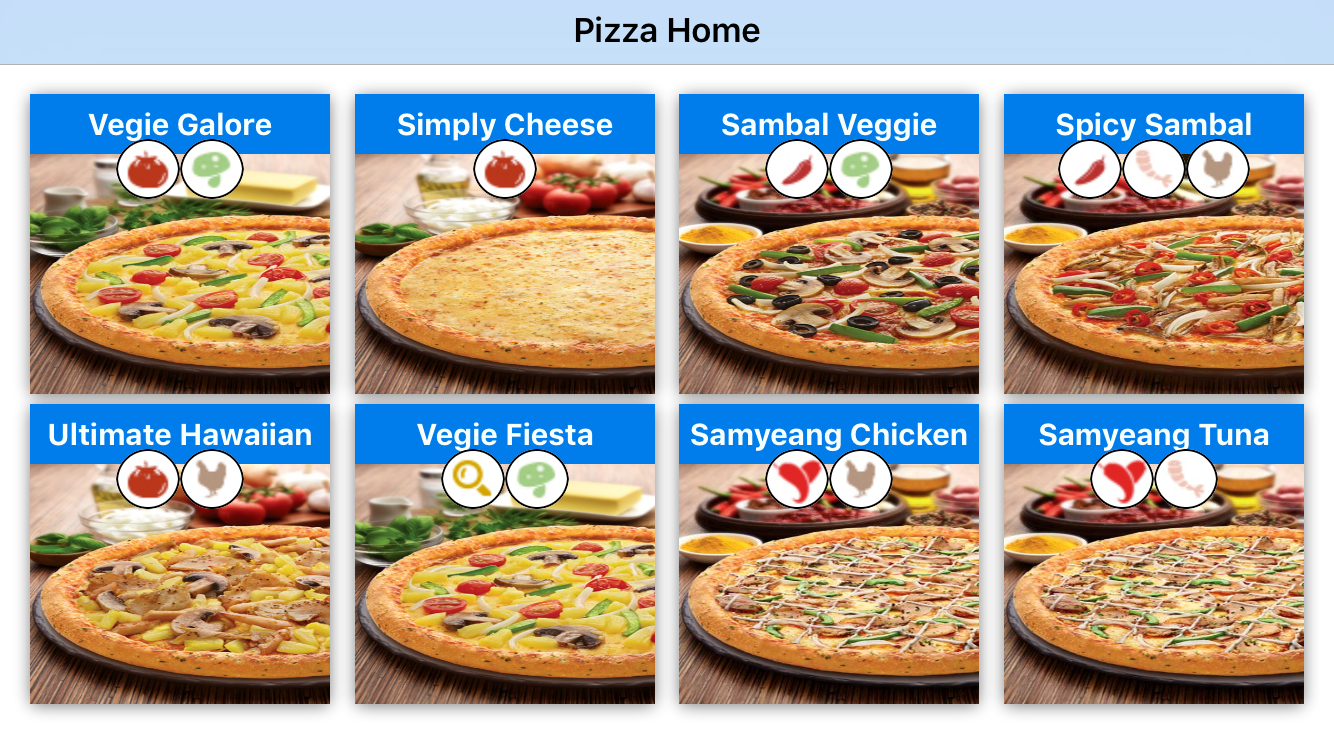 Pizza Home
Vegie Galore
Simply Cheese
Sambal Veggie
Spicy Sambal
Ultimate Hawaiian
Vegie Fiesta
Samyeang Chicken
Samyeang Tuna